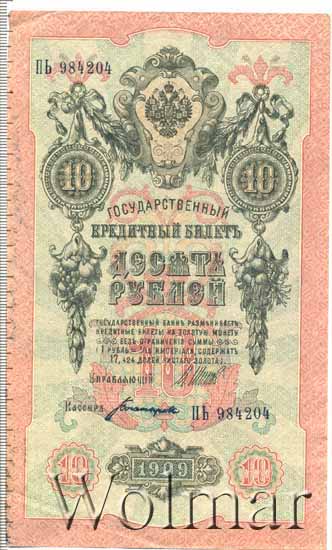 ПЬ 984204
10 10
ГОСУДАРСТВЕННЫЙ
КРЕДИТНЫЙ БИЛЕТЪ
ДЕСЯТЬ
РУБЛЕЙ
ГОСУДАРСТВЕННЫЙ БАНКЪ РАЗМѢНИВАЕТЪ
КРЕДИТНЫЕ БИЛЕТЫ НА ЗОЛОТУЮ МОНЕТУ
БЕЗЪ ОГРАНИЧЕНІЯ СУММЫ
(1 РУБЛЬ = 1/15 ИМПЕРІАЛА, СОДЕРЖИТЪ
17,424 ДОЛЕЙ ЧИСТАГО ЗОЛОТА)
УПРАВЛЯЮЩІЙ
Кассиръ
ПЬ 984204
10 1909 10
Wolmar